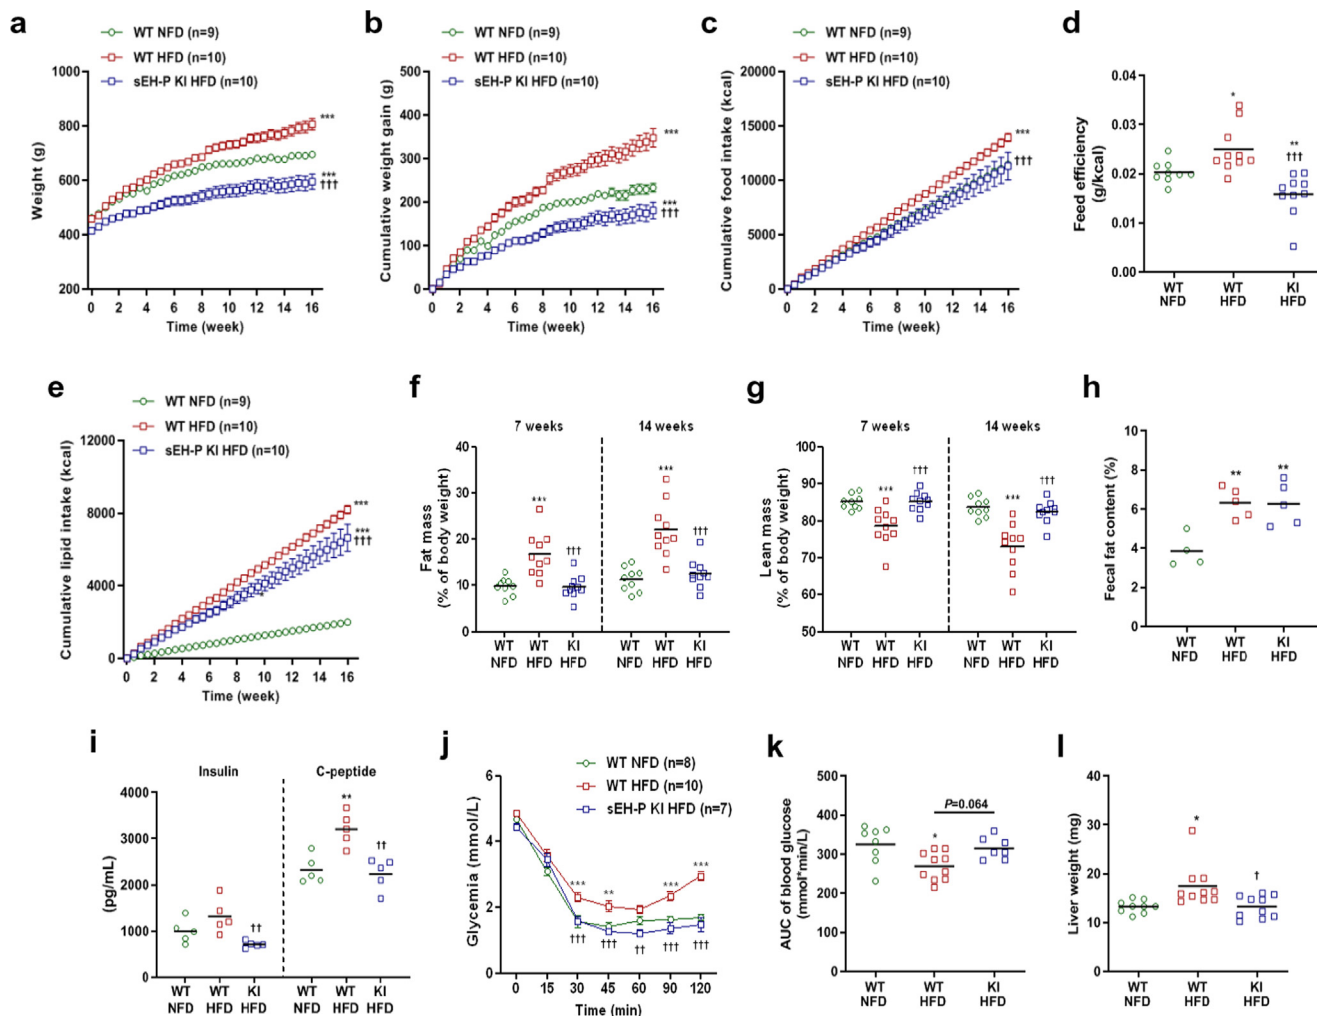 a
WT NFD (n=9)
WT HFD (n=10)
sEH-P KI HFD (n=10)
Weight (g)
1000
800
600
400
200
0 2 4 6 8 10 12 14 16
Time (week)
***
***
†††
b
WT NFD (n=9)
WT HFD (n=10)
sEH-P KI HFD (n=10)
Cumulative weight gain (g)
500
400
300
200
100
0
0 2 4 6 8 10 12 14 16
Time (week)
***
***
†††
c
WT NFD (n=9)
WT HFD (n=10)
sEH-P KI HFD (n=10)
Cumulative food intake (kcal)
20000
15000
10000
5000
0
0 2 4 6 8 10 12 14 16
Time (week)
***
†††
d
Feed efficiency
(g/kcal)
0.04
0.03
0.02
0.01
0.00
*
**
†††
WT WT KI
NFD HFD HFD
e
WT NFD (n=9)
WT HFD (n=10)
sEH-P KI HFD (n=10)
Cumulative lipid intake (kcal)
12000
8000
4000
0
0 2 4 6 8 10 12 14 16
Time (week)
***
***
†††
f
7 weeks 14 weeks
Fat mass
(% of body weight)
40
30
20
10
0
*** ††† *** †††
WT WT KI WT WT KI
NFD HFD HFD NFD HFD HFD
g
7 weeks 14 weeks
Lean mass
(% of body weight)
100
90
80
70
60
50
*** ††† *** †††
WT WT KI WT WT KI
NFD HFD HFD NFD HFD HFD
h
Fecal fat content (%)
10
8
6
4
2
0
** **
WT WT KI
NFD HFD HFD
i
Insulin C-peptide
(pg/mL)
4000
3000
2000
1000
0
†† ** ††
WT WT KI WT WT KI
NFD HFD HFD NFD HFD HFD
j
WT NFD (n=8)
WT HFD (n=10)
sEH-P KI HFD (n=7)
Glycemia (mmol/L)
6
4
2
0
*** ** *** ***
††† ††† †† ††† †††
0 15 30 45 60 90 120
Time (min)
k
AUC of blood glucose
(mmol*min/L)
500
400
300
200
100
0
P=0.064
*
WT WT KI
NFD HFD HFD
l
Liver weight (mg)
40
30
20
10
0
*
†
WT WT KI
NFD HFD HFD